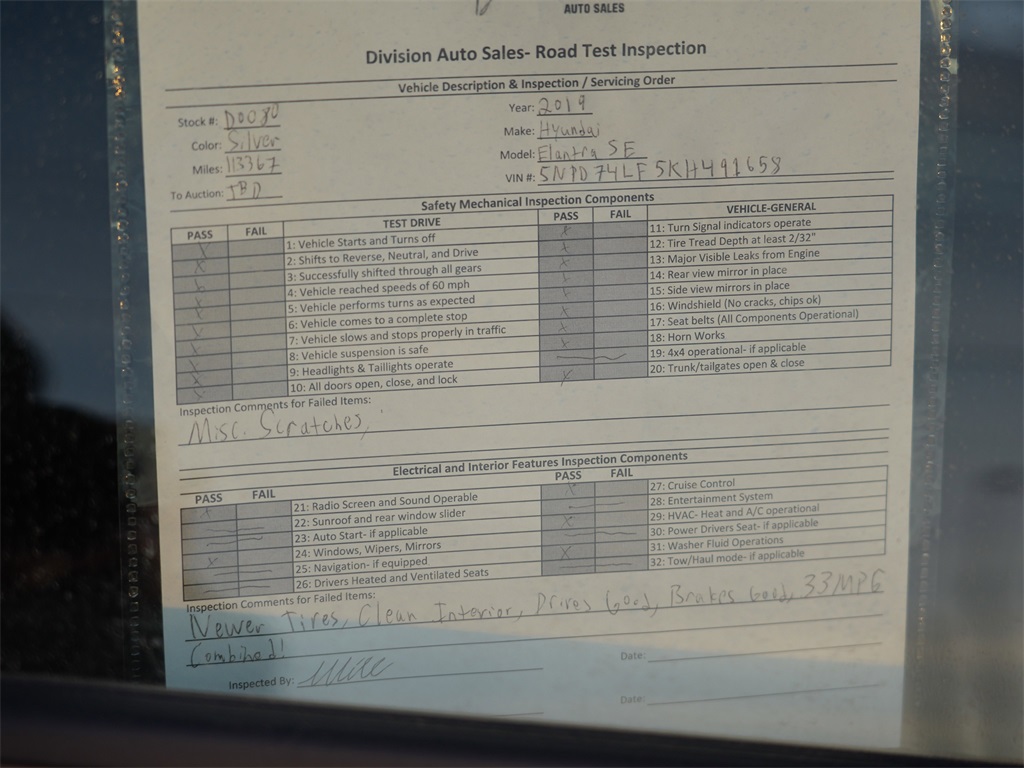 AUTO SALES
Division Auto Sales- Road Test Inspection
Vehicle Description & Inspection / Servicing Order
Stock #: D0080
Year: 2019
Color: Silver
Make: Hyundai
Miles: 113367
Model: Elantra SE
To Auction: TBD
VIN #: 5NPD74LF5KH491658
Safety Mechanical Inspection Components
PASS FAIL TEST DRIVE PASS FAIL VEHICLE-GENERAL
1: Vehicle Starts and Turns off
11: Turn Signal indicators operate
2: Shifts to Reverse, Neutral, and Drive
12: Tire Tread Depth at least 2/32"
3: Successfully shifted through all gears
13: Major Visible Leaks from Engine
4: Vehicle reached speeds of 60 mph
14: Rear view mirror in place
5: Vehicle performs turns as expected
15: Side view mirrors in place
6: Vehicle comes to a complete stop
16: Windshield (No cracks, chips ok)
7: Vehicle slows and stops properly in traffic
17: Seat belts (All Components Operational)
8: Vehicle suspension is safe
18: Horn Works
9: Headlights & Taillights operate
19: 4x4 operational- if applicable
10: All doors open, close, and lock
20: Trunk/tailgates open & close
Inspection Comments for Failed Items:
Misc. Scratches,
Electrical and Interior Features Inspection Components
PASS FAIL PASS FAIL
21: Radio Screen and Sound Operable
27: Cruise Control
22: Sunroof and rear window slider
28: Entertainment System
23: Auto Start- if applicable
29: HVAC- Heat and A/C operational
24: Windows, Wipers, Mirrors
30: Power Drivers Seat- if applicable
25: Navigation- if equipped
31: Washer Fluid Operations
26: Drivers Heated and Ventilated Seats
32: Tow/Haul mode- if applicable
Inspection Comments for Failed Items:
Newer Tires, Clean Interior, Drives Good, Brakes Good, 33MPG
Combined!
Inspected By:
Date:
Date: